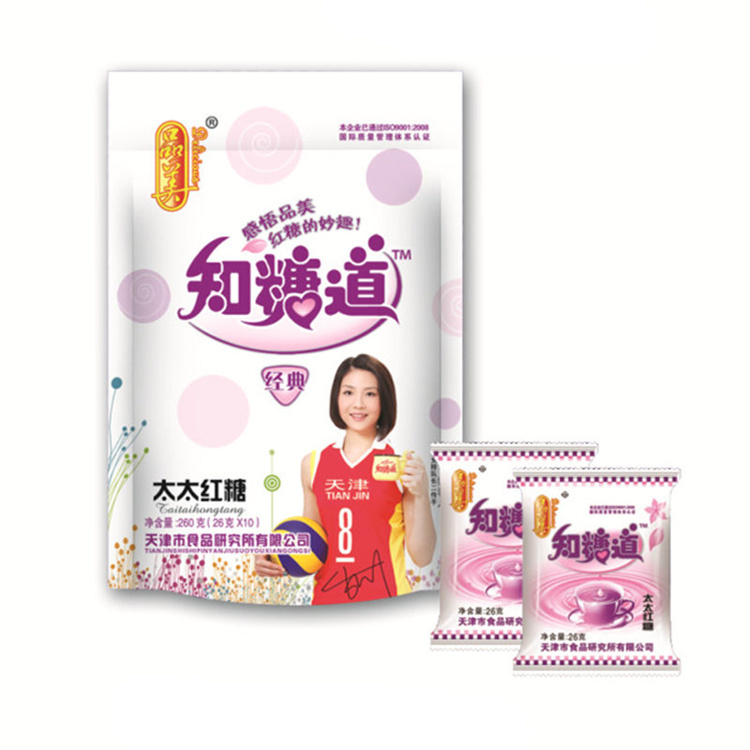 品美
Delicious
®
本企业已通过ISO9001:2008
国际质量管理体系认证
感悟品美
红糖的妙趣！
知糖道™
经典
知糖道
天津
TIAN JIN
8
太太红糖
Taitaihongtang
净含量:260克(26克X10)
天津市食品研究所有限公司
TIANJINSHISHIPINYANJIUSUOYOUXIANGONGSI
净含量:26克
天津市食品研究所有限公司
知糖道™
太太红糖
净含量:26克
天津市食品研究所有限公司